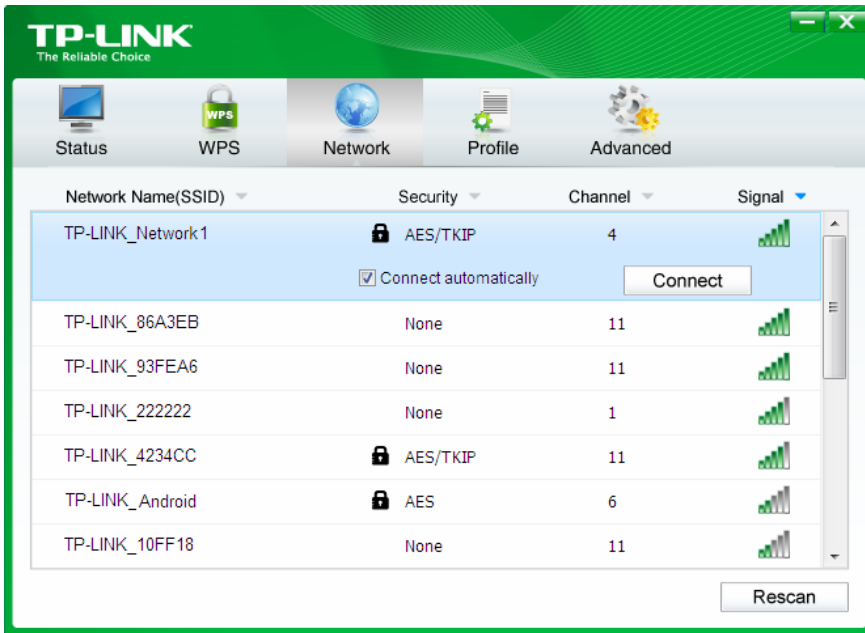 TP-LINK
The Reliable Choice
Status WPS Network Profile Advanced
Network Name(SSID) Security Channel Signal
TP-LINK_Network1 AES/TKIP 4
Connect automatically Connect
TP-LINK_86A3EB None 11
TP-LINK_93FEA6 None 11
TP-LINK_222222 None 1
TP-LINK_4234CC AES/TKIP 11
TP-LINK_Android AES 6
TP-LINK_10FF18 None 11
Rescan